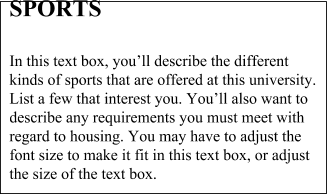 SPORTS
In this text box, you’ll describe the different
kinds of sports that are offered at this university.
List a few that interest you. You’ll also want to
describe any requirements you must meet with
regard to housing. You may have to adjust the
font size to make it fit in this text box, or adjust
the size of the text box.